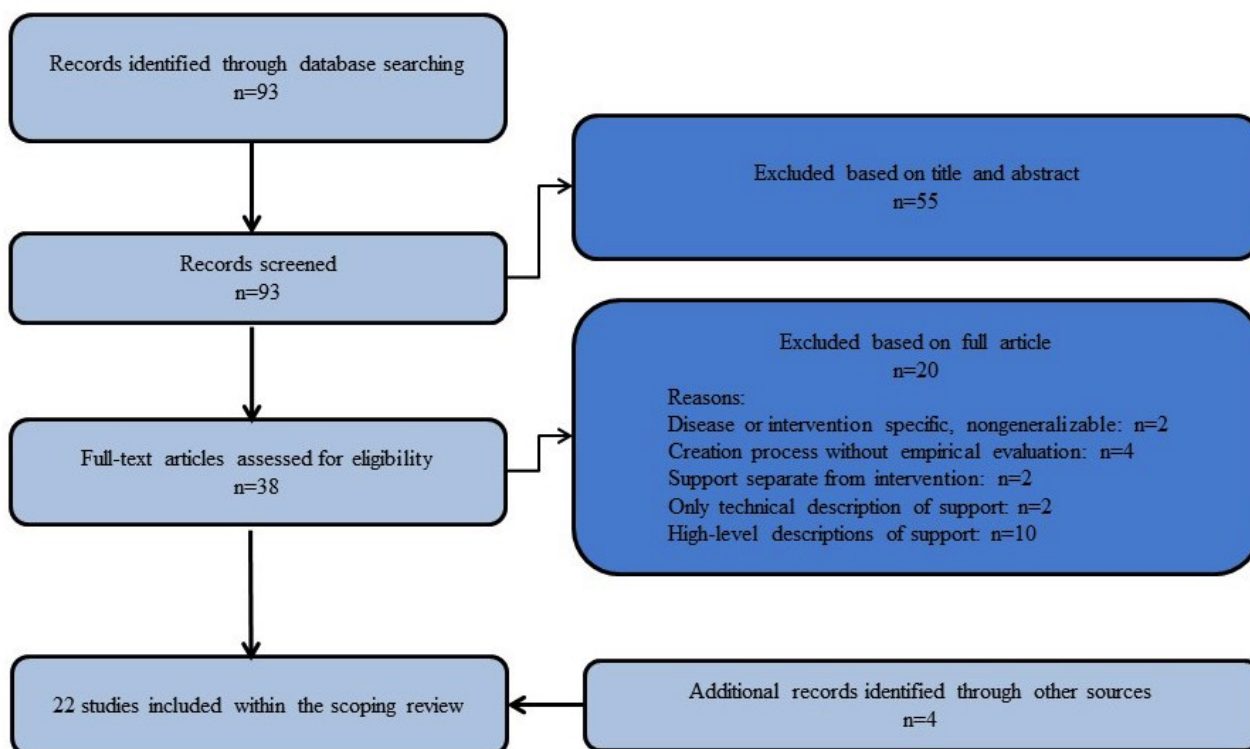 Records identified through database searching
n=93
Excluded based on title and abstract
n=55
Records screened
n=93
Excluded based on full article
n=20
Reasons:
Disease or intervention specific, nongeneralizable: n=2
Creation process without empirical evaluation: n=4
Support separate from intervention: n=2
Only technical description of support: n=2
High-level descriptions of support: n=10
Full-text articles assessed for eligibility
n=38
22 studies included within the scoping review
Additional records identified through other sources
n=4